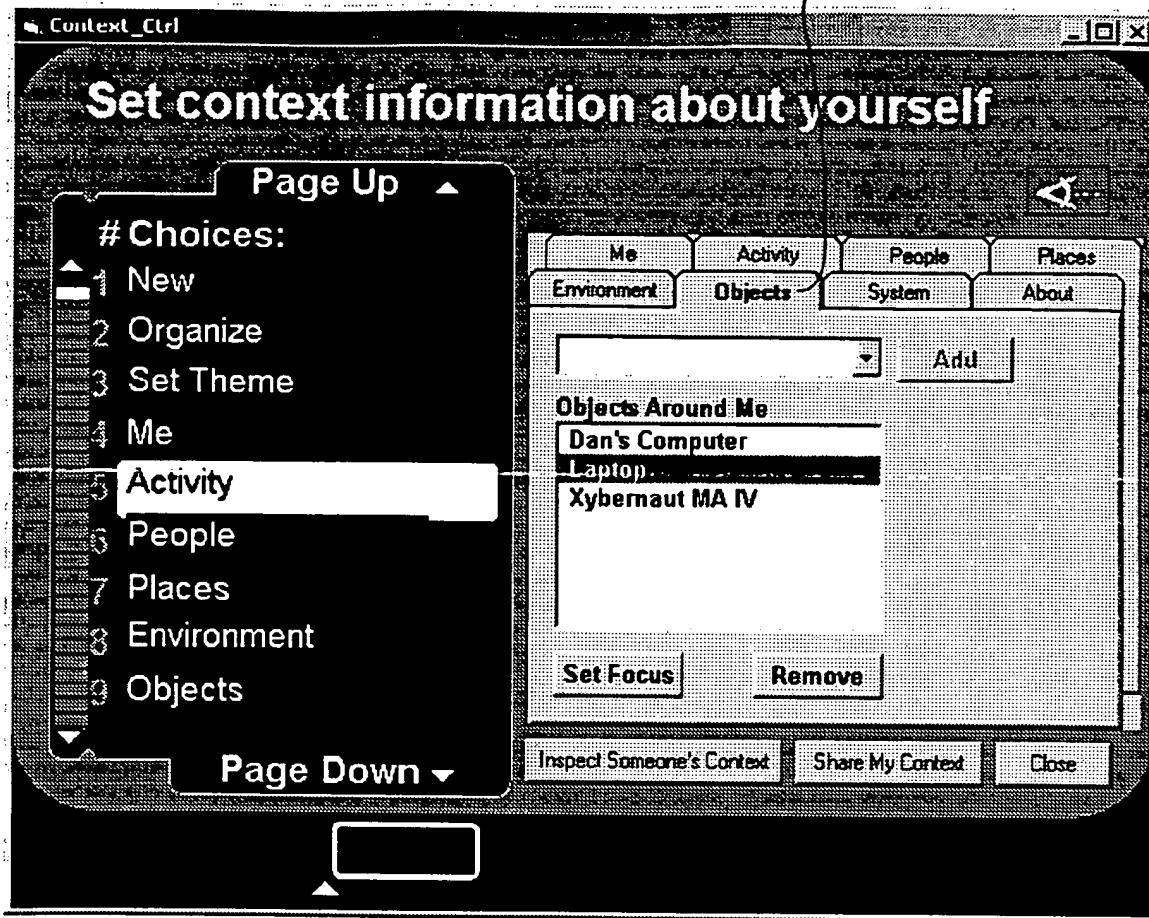 Context_Ctrl
Set context information about yourself
Page Up
# Choices:
1 New
2 Organize
3 Set Theme
4 Me
5 Activity
6 People
7 Places
8 Environment
9 Objects
Page Down
Me Activity People Places
Environment Objects System About
Add
Objects Around Me
Dan's Computer
Laptop
Xybernaut MA IV
Set Focus Remove
Inspect Someone's Context Share My Context Close